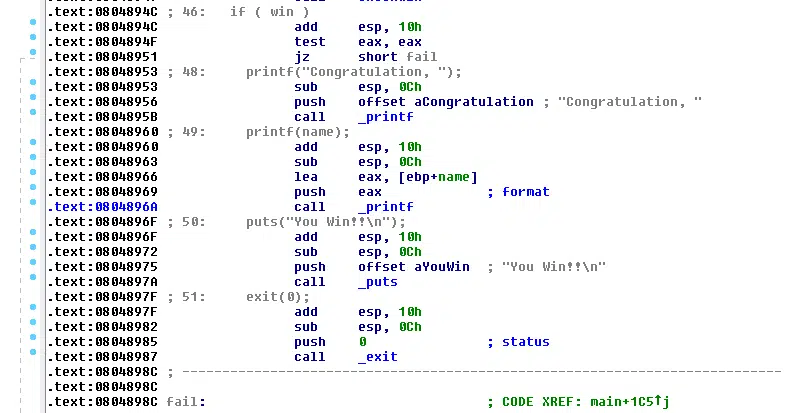 .text:0804894C ; 46:   if ( win )
.text:0804894C                 add     esp, 10h
.text:0804894F                 test    eax, eax
.text:08048951                 jz      short fail
.text:08048953 ; 48:     printf("Congratulation, ");
.text:08048953                 sub     esp, 0Ch
.text:08048956                 push    offset aCongratulation ; "Congratulation, "
.text:0804895B                 call    _printf
.text:08048960 ; 49:     printf(name);
.text:08048960                 add     esp, 10h
.text:08048963                 sub     esp, 0Ch
.text:08048966                 lea     eax, [ebp+name]
.text:08048969                 push    eax             ; format
.text:0804896A                 call    _printf
.text:0804896F ; 50:     puts("You Win!!\n");
.text:0804896F                 add     esp, 10h
.text:08048972                 sub     esp, 0Ch
.text:08048975                 push    offset aYouWin  ; "You Win!!\n"
.text:0804897A                 call    _puts
.text:0804897F ; 51:     exit(0);
.text:0804897F                 add     esp, 10h
.text:08048982                 sub     esp, 0Ch
.text:08048985                 push    0               ; status
.text:08048987                 call    _exit
.text:0804898C ; ---------------------------------------------------------------------------
.text:0804898C
.text:0804898C fail:                                   ; CODE XREF: main+1C5↑j